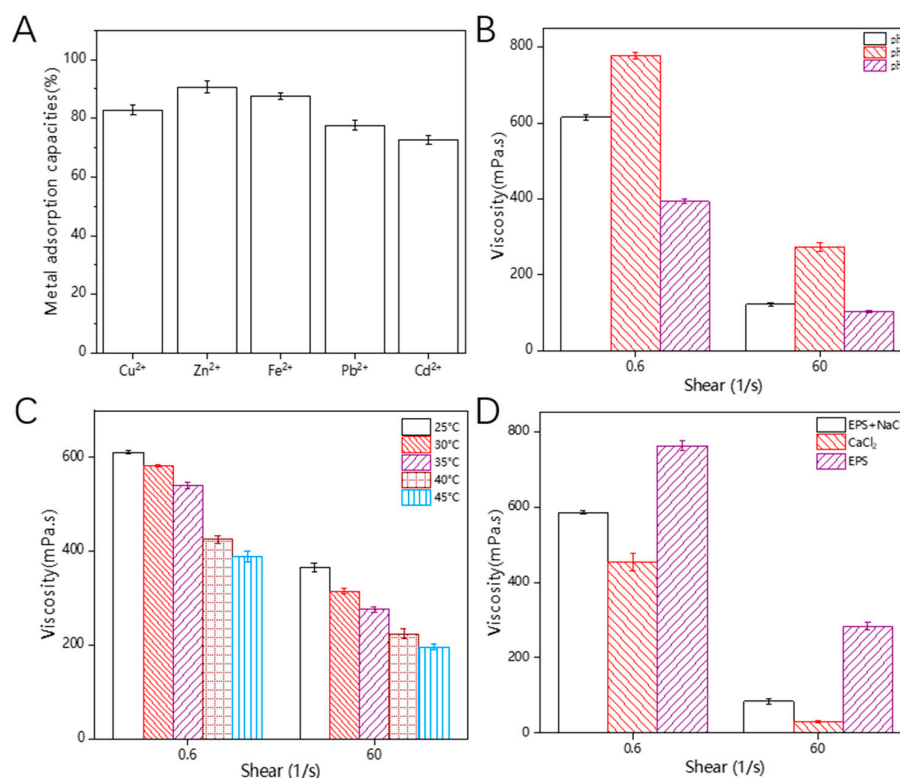 A
Metal adsorption capacities(%)
100
80
60
40
20
0
Cu²⁺ Zn²⁺ Fe²⁺ Pb²⁺ Cd²⁺
B
Viscosity(mPa.s)
800
600
400
200
0
0.6 60
Shear (1/s)
C
Viscosity(mPa.s)
600
400
200
0
25°C
30°C
35°C
40°C
45°C
0.6 60
Shear (1/s)
D
Viscosity(mPa.s)
800
600
400
200
0
EPS+NaC
CaCl₂
EPS
0.6 60
Shear (1/s)